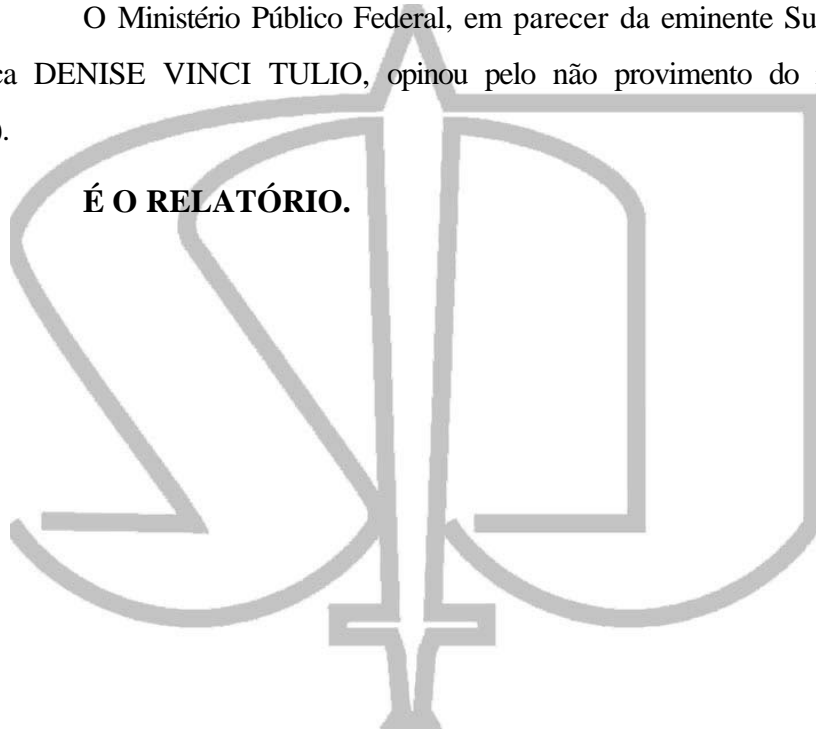 O Ministério Público Federal, em parecer da eminente Su
ca DENISE VINCI TULIO, opinou pelo não provimento do
).
É O RELATÓRIO.